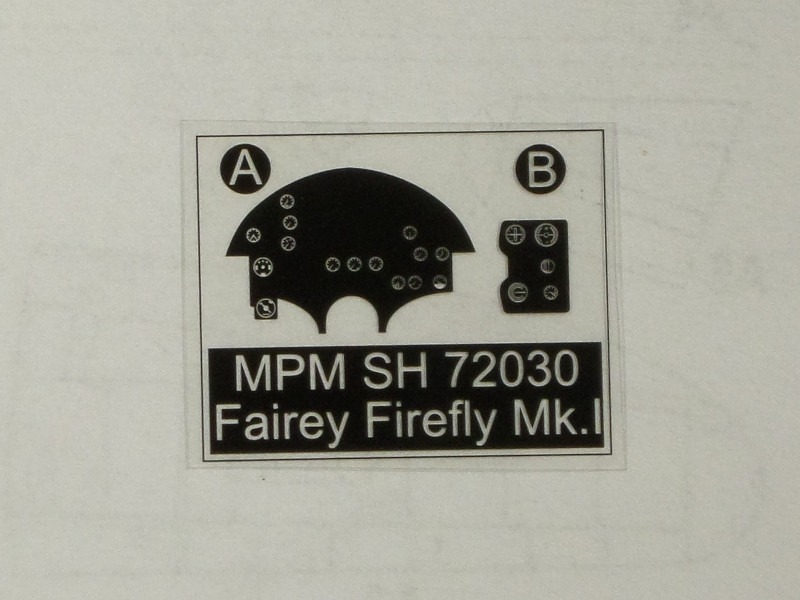 A
B
MPM SH 72030
Fairey Firefly Mk.I